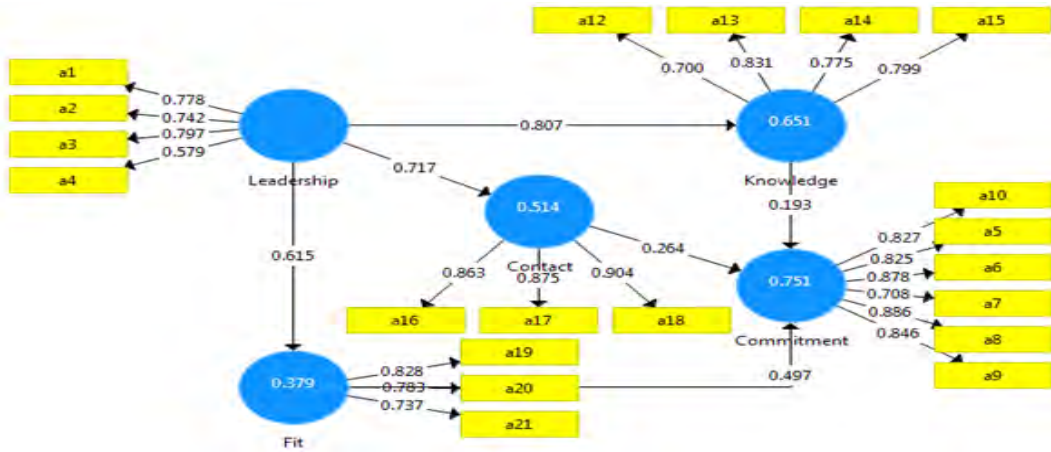 a12
a13
a14
a15
a1
a2
a3
a4
0.778
0.742
0.797
0.579
0.700
0.831
0.775
0.799
Leadership
0.807
0.651
Knowledge
0.717
0.514
Contact
0.193
0.615
0.264
0.863
0.875
0.904
a16
a17
a18
0.751
Commitment
0.827
0.825
0.878
0.708
0.886
0.846
a10
a5
a6
a7
a8
a9
0.379
Fit
0.828
0.783
0.737
a19
a20
a21
0.497